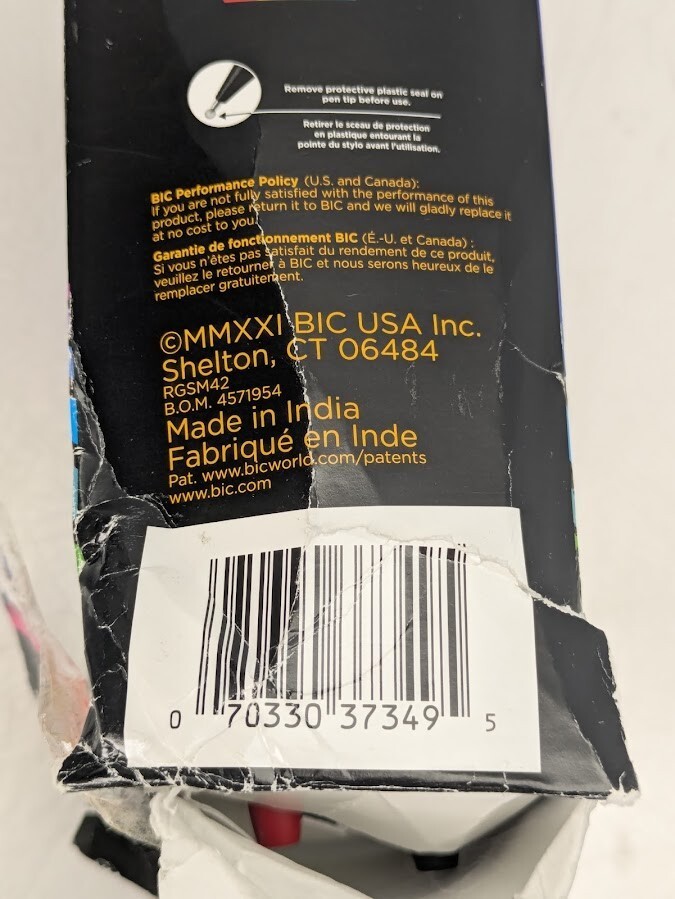 Remove protective plastic seal on
pen tip before use.
Retirer le sceau de protection
en plastique entourant la
pointe du stylo avant l'utilisation.
BIC Performance Policy (U.S. and Canada):
If you are not fully satisfied with the performance of this
product, please return it to BIC and we will gladly replace it
at no cost to you.
Garantie de fonctionnement BIC (É.-U. et Canada) :
Si vous n'êtes pas satisfait du rendement de ce produit,
veuillez le retourner à BIC et nous serons heureux de le
remplacer gratuitement.
©MMXXI BIC USA Inc.
Shelton, CT 06484
RGSM42
B.O.M. 4571954
Made in India
Fabriqué en Inde
Pat. www.bicworld.com/patents
www.bic.com
0 70330 37349 5